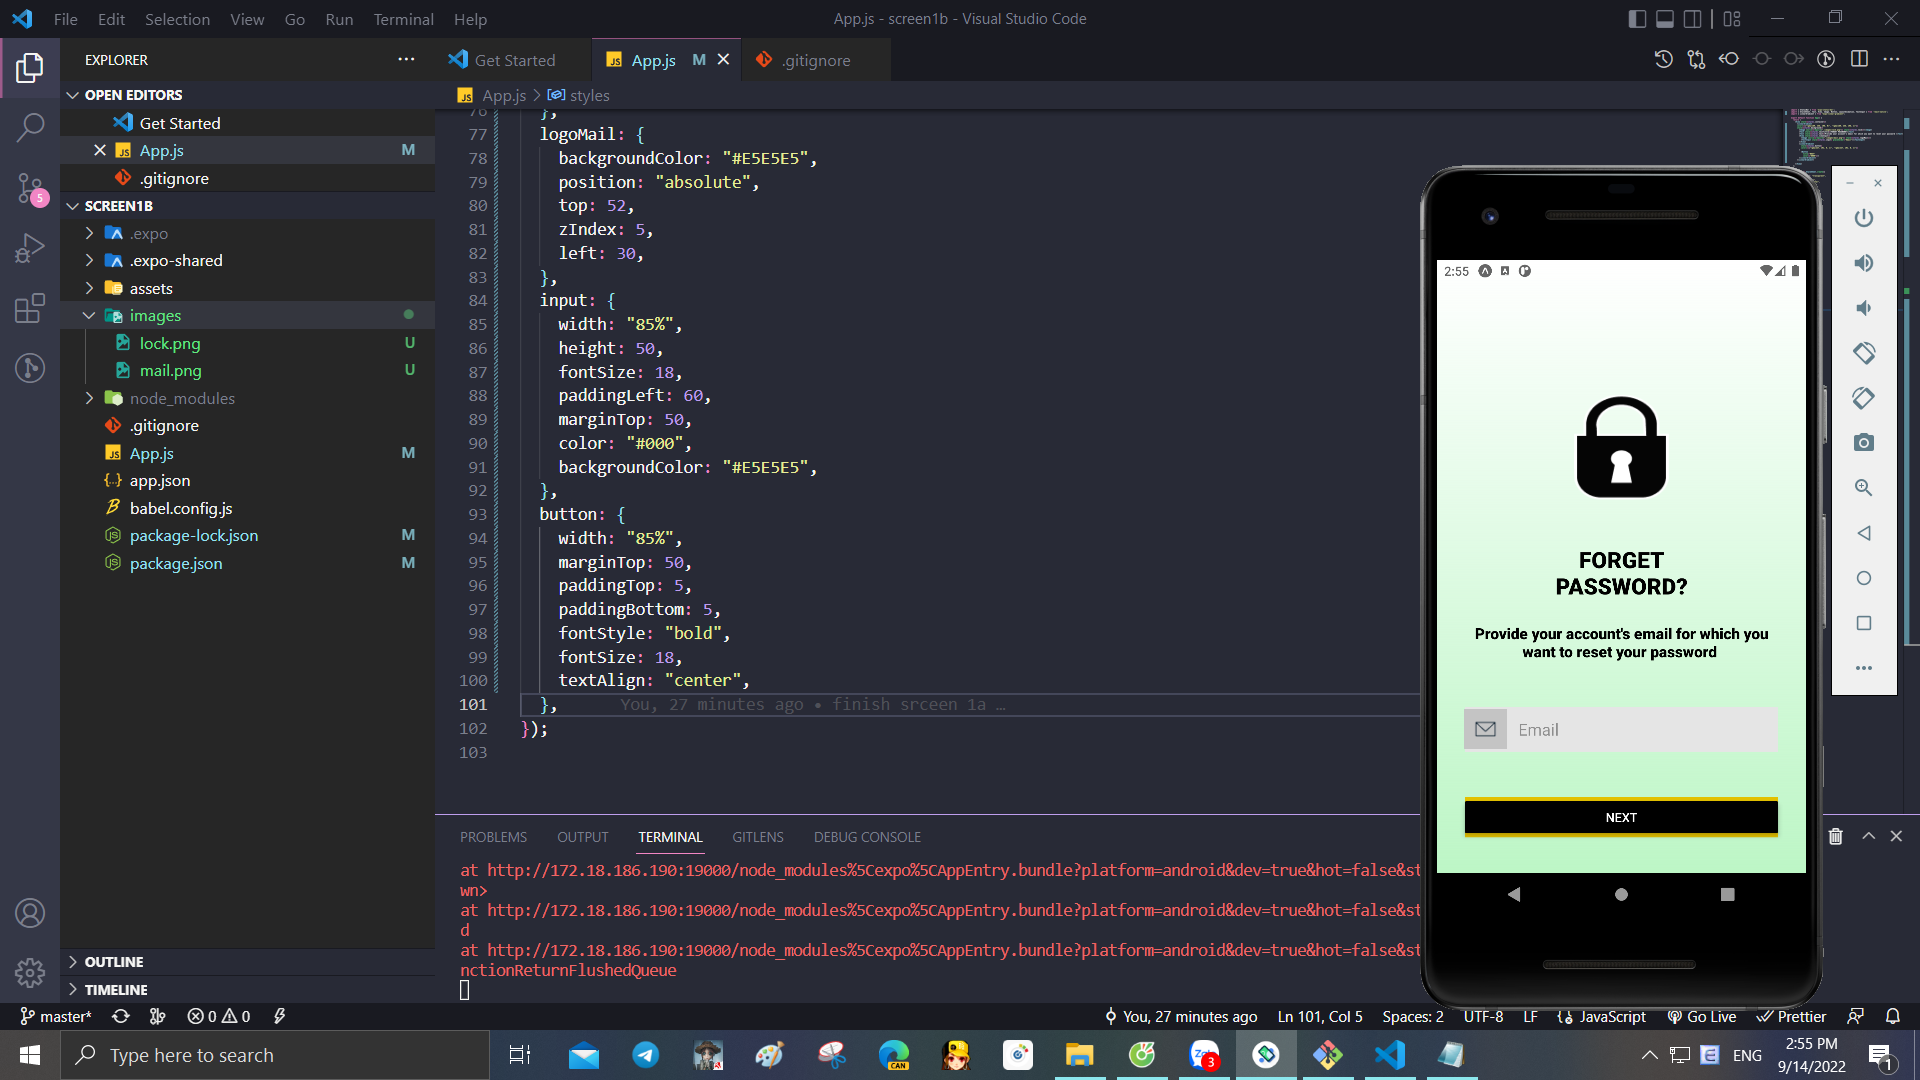 File Edit Selection View Go Run Terminal Help
App.js - screen1b - Visual Studio Code
EXPLORER
Get Started
App.js M
.gitignore
OPEN EDITORS
Get Started
App.js M
.gitignore
5
SCREEN1B
.expo
.expo-shared
assets
images
lock.png U
mail.png U
node_modules
.gitignore
App.js M
app.json
babel.config.js
package-lock.json M
package.json M
OUTLINE
TIMELINE
App.js > styles
76 },
77 logoMail: {
78 backgroundColor: "#E5E5E5",
79 position: "absolute",
80 top: 52,
81 zIndex: 5,
82 left: 30,
83 },
84 input: {
85 width: "85%",
86 height: 50,
87 fontSize: 18,
88 paddingLeft: 60,
89 marginTop: 50,
90 color: "#000",
91 backgroundColor: "#E5E5E5",
92 },
93 button: {
94 width: "85%",
95 marginTop: 50,
96 paddingTop: 5,
97 paddingBottom: 5,
98 fontStyle: "bold",
99 fontSize: 18,
100 textAlign: "center",
101 }, You, 27 minutes ago • finish srceen 1a …
102 });
103
2:55
FORGET
PASSWORD?
Provide your account's email for which you
want to reset your password
Email
NEXT
PROBLEMS OUTPUT TERMINAL GITLENS DEBUG CONSOLE
at http://172.18.186.190:19000/node_modules%5Cexpo%5CAppEntry.bundle?platform=android&dev=true&hot=false&st
wn>
at http://172.18.186.190:19000/node_modules%5Cexpo%5CAppEntry.bundle?platform=android&dev=true&hot=false&st
d
at http://172.18.186.190:19000/node_modules%5Cexpo%5CAppEntry.bundle?platform=android&dev=true&hot=false&st
nctionReturnFlushedQueue
master* 0 0 You, 27 minutes ago Ln 101, Col 5 Spaces: 2 UTF-8 LF JavaScript Go Live Prettier
Type here to search
CAN
3
ENG
2:55 PM
9/14/2022
1